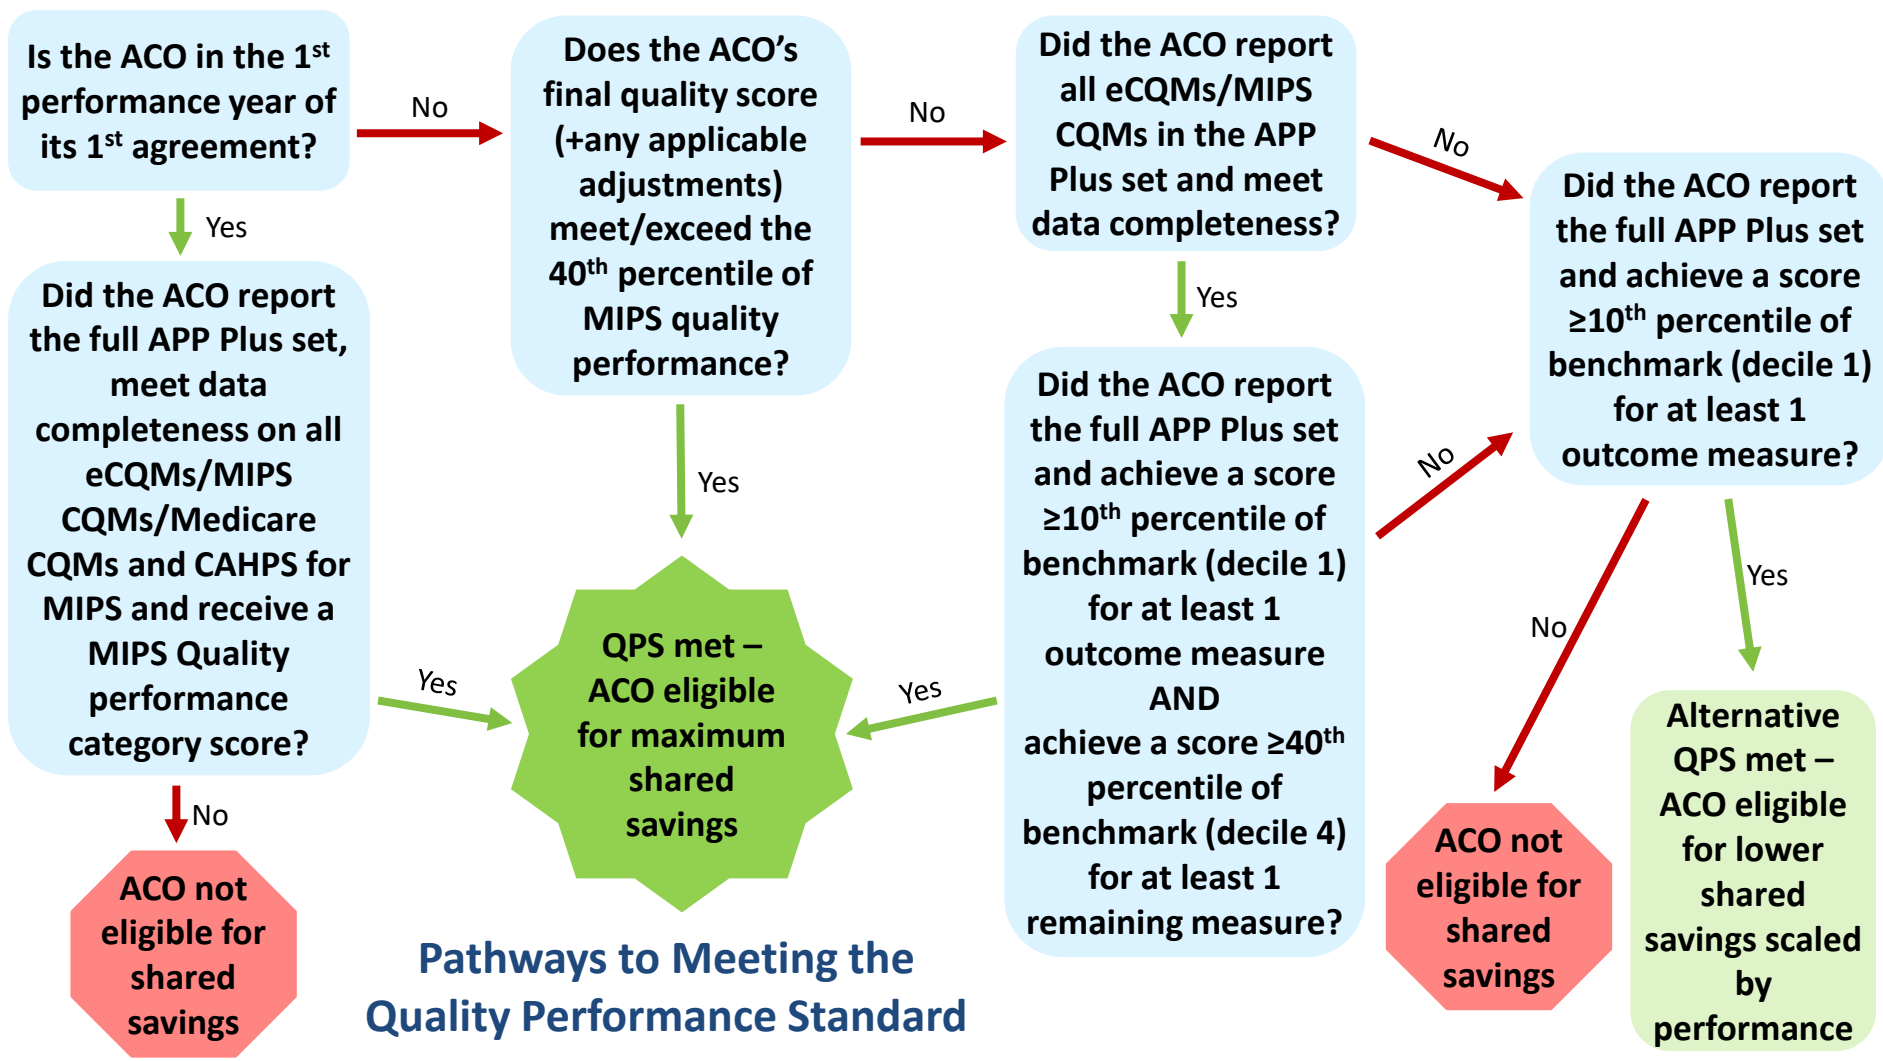 Is the ACO in the 1st
performance year of
its 1st agreement?
No
Does the ACO's
final quality score
(+any applicable
adjustments)
meet/exceed the
40th percentile of
MIPS quality
performance?
No
Did the ACO report
all eCQMs/MIPS
CQMs in the APP
Plus set and meet
data completeness?
No
Did the ACO report
the full APP Plus set
and achieve a score
≥10th percentile of
benchmark (decile 1)
for at least 1
outcome measure?
Yes
Did the ACO report
the full APP Plus set,
meet data
completeness on all
eCQMs/MIPS
CQMs/Medicare
CQMs and CAHPS for
MIPS and receive a
MIPS Quality
performance
category score?
Yes
Yes
QPS met –
ACO eligible
for maximum
shared
savings
Yes
Did the ACO report
the full APP Plus set
and achieve a score
≥10th percentile of
benchmark (decile 1)
for at least 1
outcome measure
AND
achieve a score ≥40th
percentile of
benchmark (decile 4)
for at least 1
remaining measure?
Yes
No
No
Yes
No
ACO not
eligible for
shared
savings
ACO not
eligible for
shared
savings
Alternative
QPS met –
ACO eligible
for lower
shared
savings scaled
by
performance
Pathways to Meeting the
Quality Performance Standard